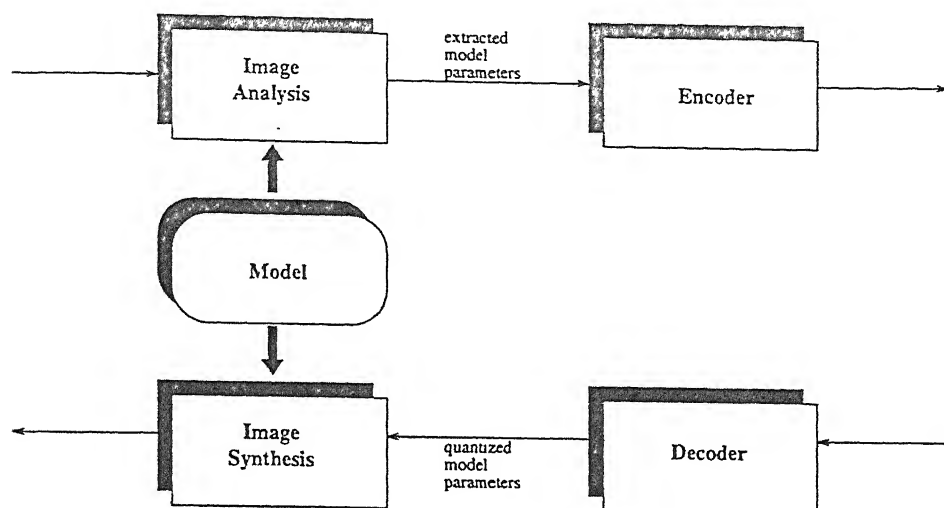 Image
Analysis
extracted
model
parameters
Encoder
Model
Image
Synthesis
quantized
model
parameters
Decoder